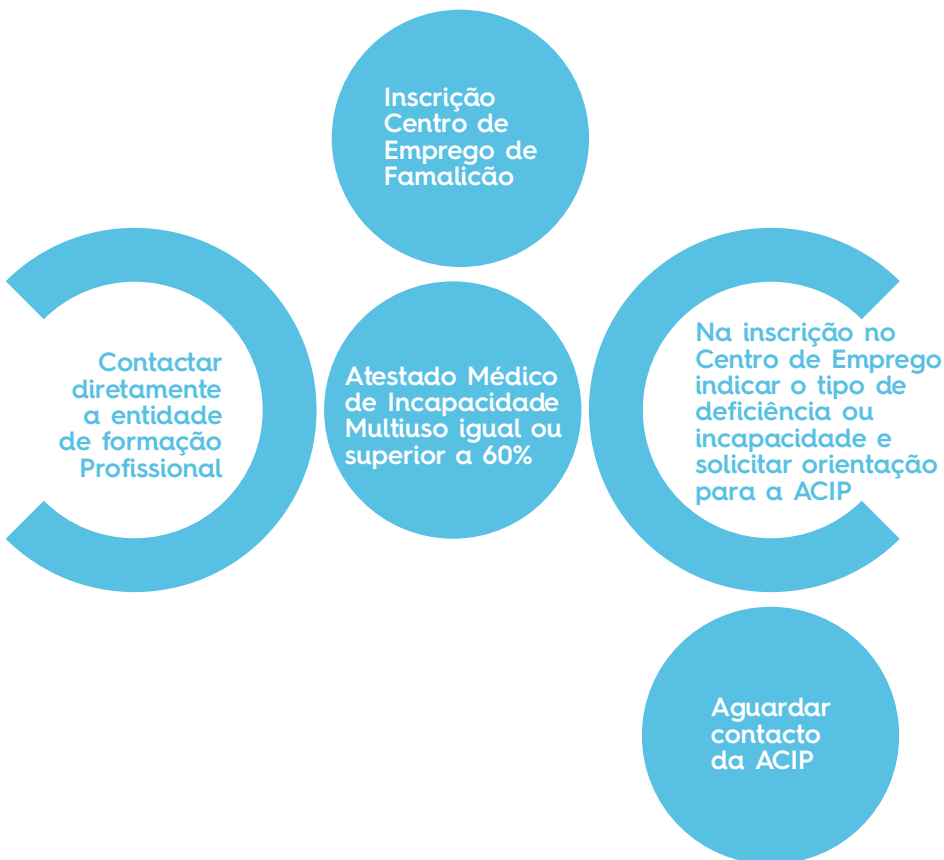 Inscrição
Centro de
Emprego de
Famalicão
Contactar
diretamente
a entidade
de formação
Profissional
Atestado Médico
de Incapacidade
Multiuso igual ou
superior a 60%
Na inscrição no
Centro de Emprego
indicar o tipo de
deficiência ou
incapacidade e
solicitar orientação
para a ACIP
Aguardar
contacto
da ACIP